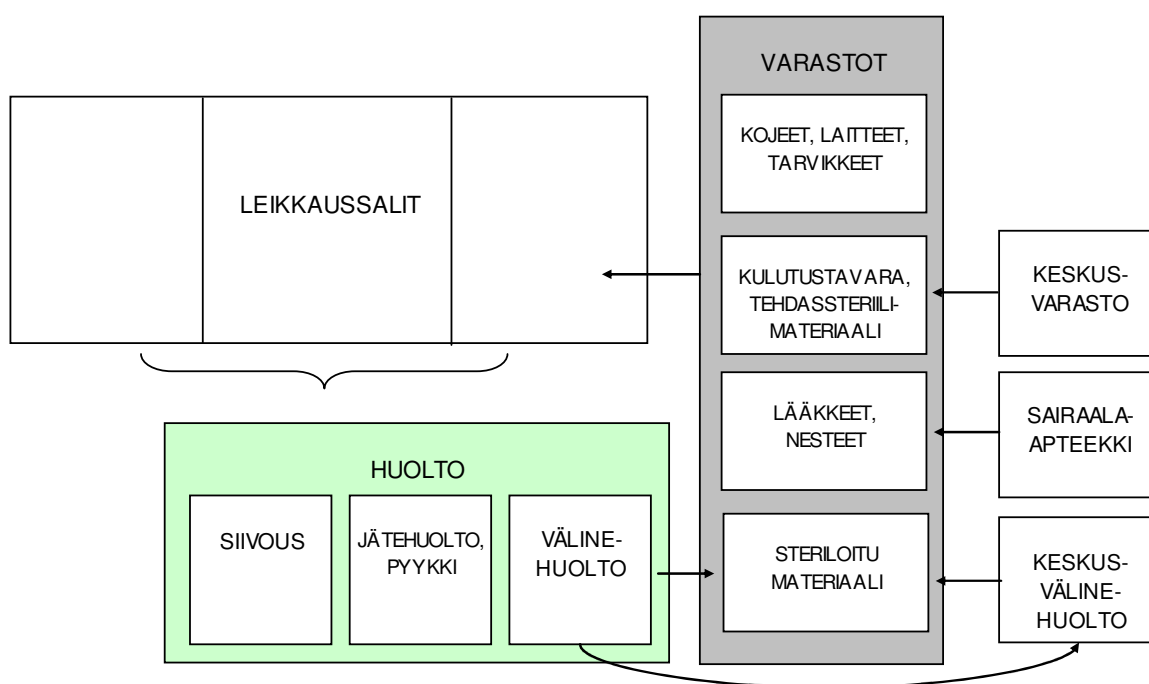 VARASTOT
KOJEET, LAITTEET,
TARVIKKEET
LEIKKAUSSALIT
KULUTUSTAVARA,
TEHDASSTERIILI-
MATERIAALI
KESKUS-
VARASTO
LÄÄKKEET,
NESTEET
SAIRAALA-
APTEEKKI
HUOLTO
SIIVOUS
JÄTEHUOLTO,
PYYKKI
VÄLINE-
HUOLTO
STERILOITU
MATERIAALI
KESKUS-
VÄLINE-
HUOLTO